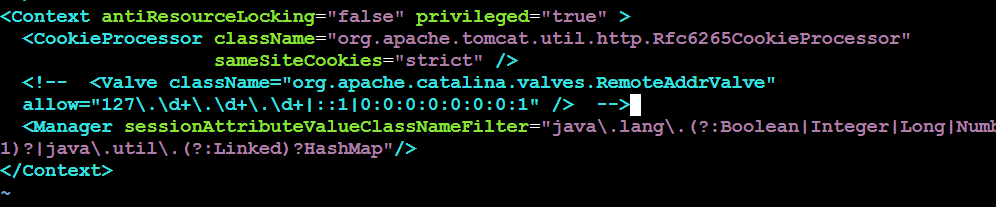 <Context antiResourceLocking="false" privileged="true" >
  <CookieProcessor className="org.apache.tomcat.util.http.Rfc6265CookieProcessor"
                   sameSiteCookies="strict" />
  <!--  <Valve className="org.apache.catalina.valves.RemoteAddrValve"
  allow="127\.\d+\.\d+\.\d+|::1|0:0:0:0:0:0:0:1" />  -->
  <Manager sessionAttributeValueClassNameFilter="java\.lang\.(?:Boolean|Integer|Long|Numb
1)?|java\.util\.(?:Linked)?HashMap"/>
</Context>
~